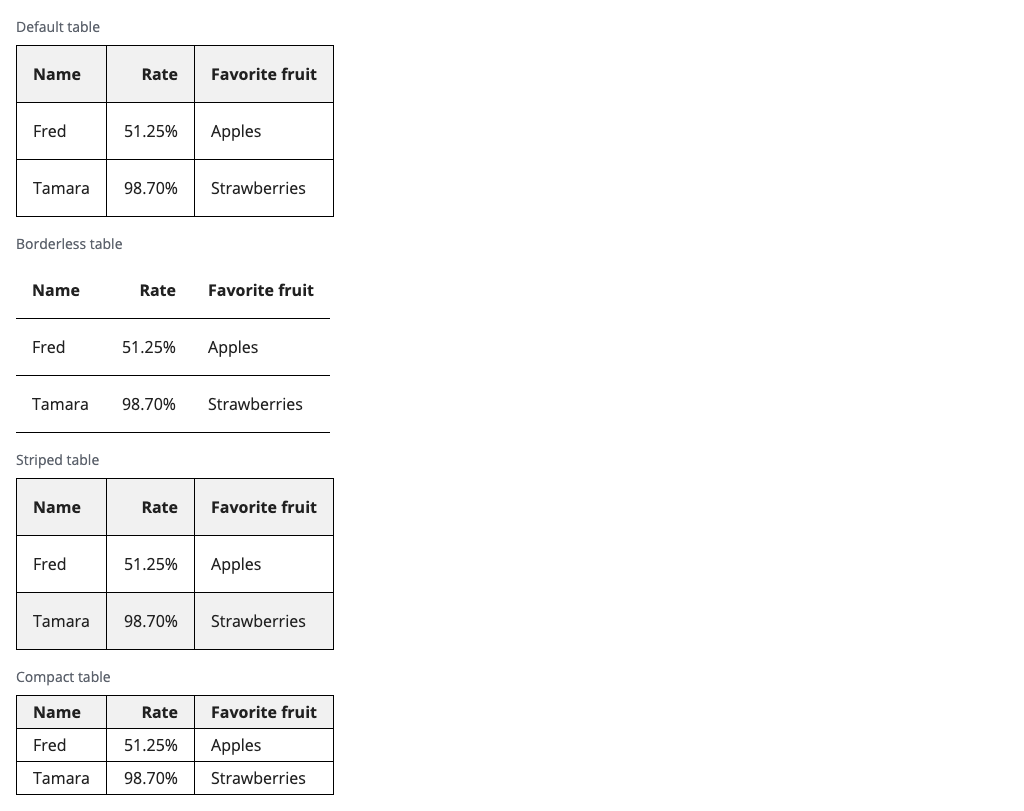 Default table
Name Rate Favorite fruit
Fred 51.25% Apples
Tamara 98.70% Strawberries
Borderless table
Name Rate Favorite fruit
Fred 51.25% Apples
Tamara 98.70% Strawberries
Striped table
Name Rate Favorite fruit
Fred 51.25% Apples
Tamara 98.70% Strawberries
Compact table
Name Rate Favorite fruit
Fred 51.25% Apples
Tamara 98.70% Strawberries